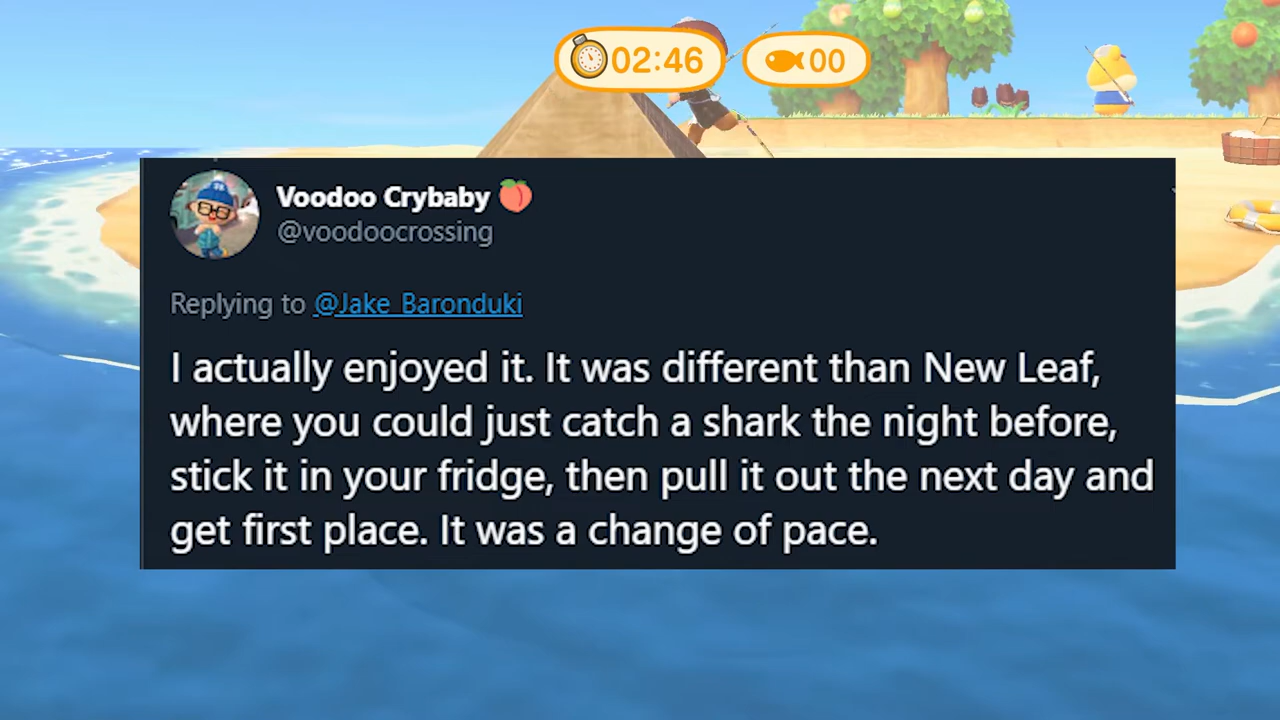 02:46 00
Voodoo Crybaby 🍑
@voodoocrossing
Replying to @Jake_Baronduki
I actually enjoyed it. It was different than New Leaf,
where you could just catch a shark the night before,
stick it in your fridge, then pull it out the next day and
get first place. It was a change of pace.